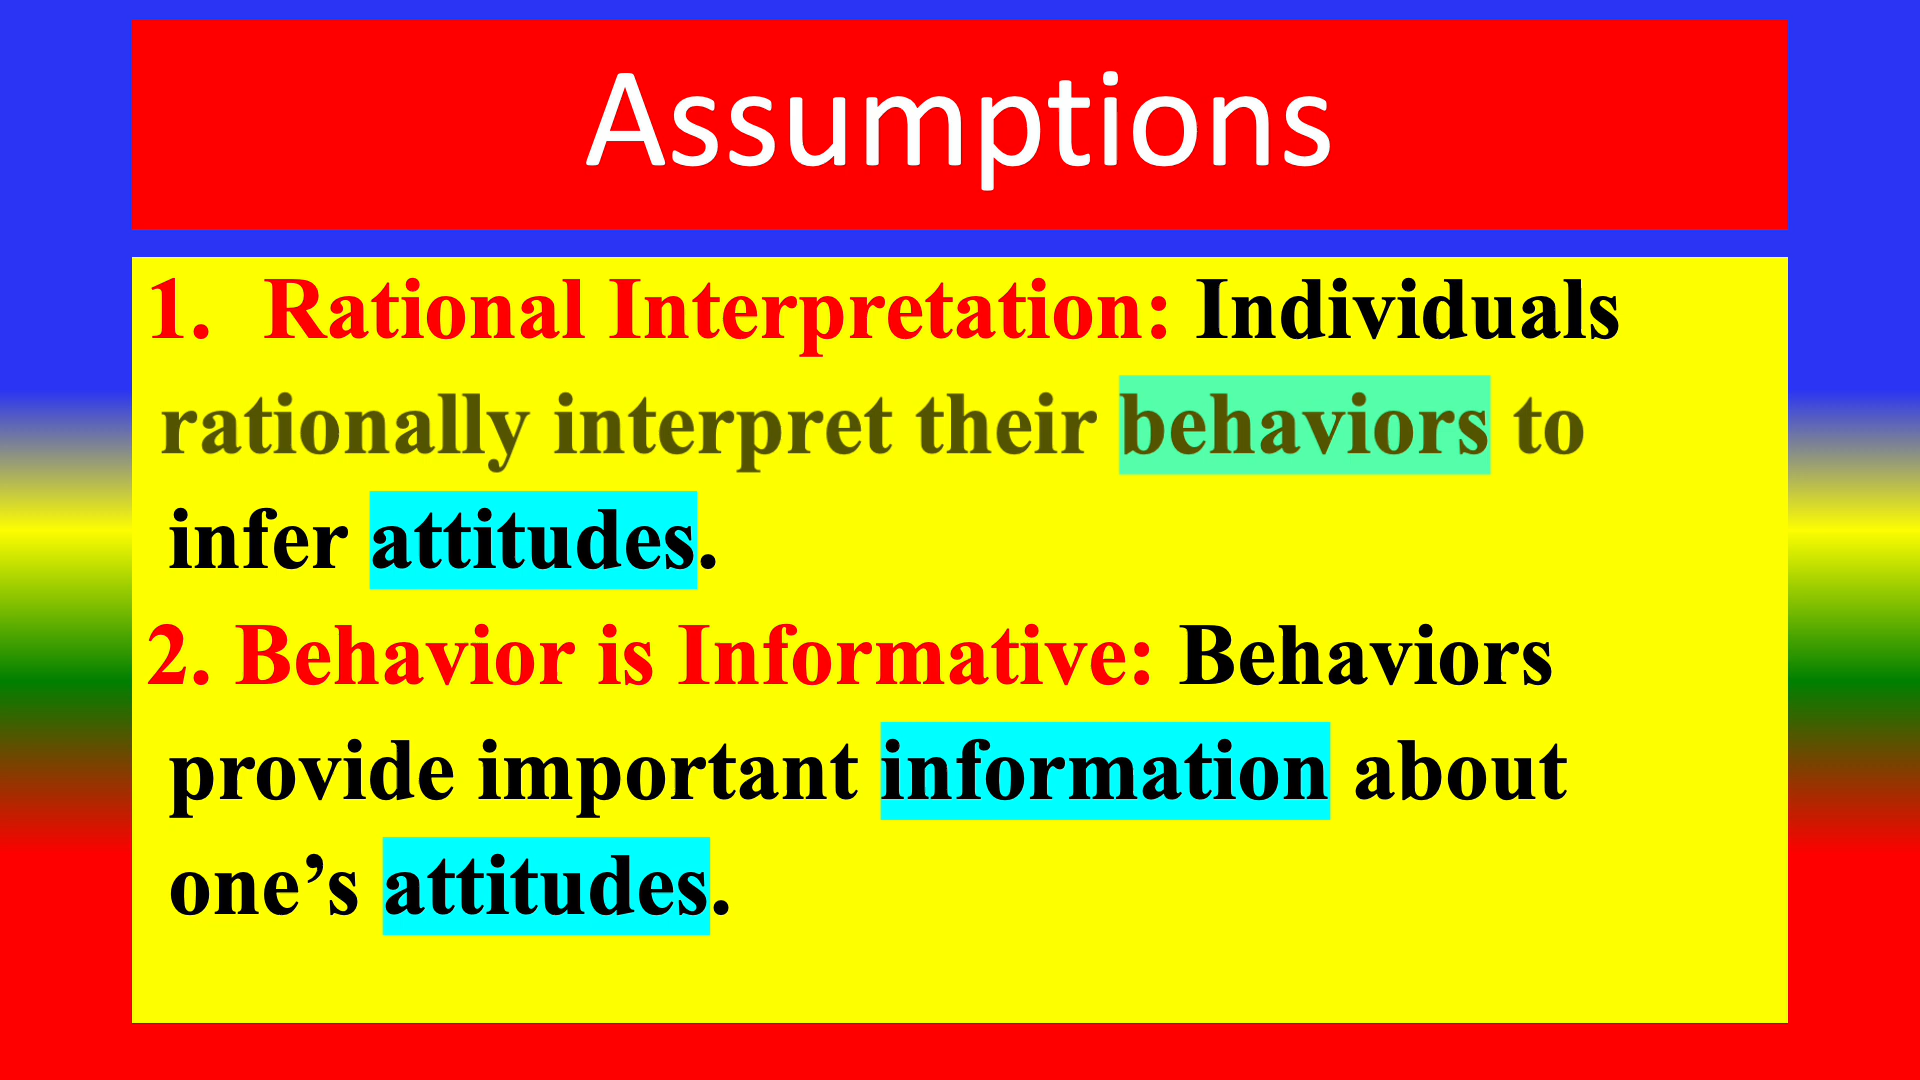 Assumptions
1. Rational Interpretation: Individuals
rationally interpret their behaviors to
infer attitudes.
2. Behavior is Informative: Behaviors
provide important information about
one’s attitudes.